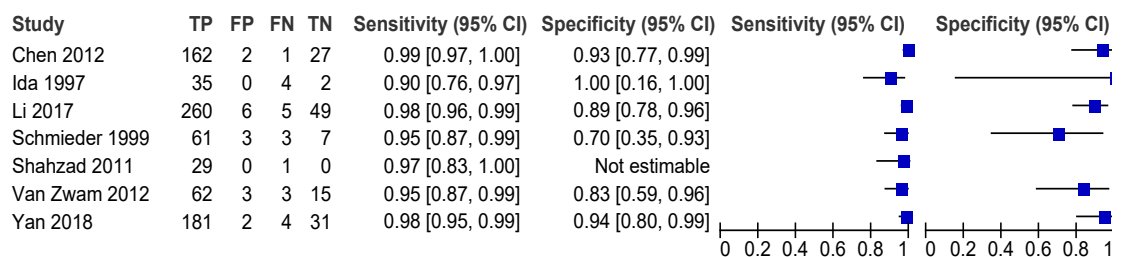 Study TP FP FN TN Sensitivity (95% CI) Specificity (95% CI) Sensitivity (95% CI) Specificity (95% CI)
Chen 2012 162 2 1 27 0.99 [0.97, 1.00] 0.93 [0.77, 0.99]
Ida 1997 35 0 4 2 0.90 [0.76, 0.97] 1.00 [0.16, 1.00]
Li 2017 260 6 5 49 0.98 [0.96, 0.99] 0.89 [0.78, 0.96]
Schmieder 1999 61 3 3 7 0.95 [0.87, 0.99] 0.70 [0.35, 0.93]
Shahzad 2011 29 0 1 0 0.97 [0.83, 1.00] Not estimable
Van Zwam 2012 62 3 3 15 0.95 [0.87, 0.99] 0.83 [0.59, 0.96]
Yan 2018 181 2 4 31 0.98 [0.95, 0.99] 0.94 [0.80, 0.99]
0 0.2 0.4 0.6 0.8 1 0 0.2 0.4 0.6 0.8 1